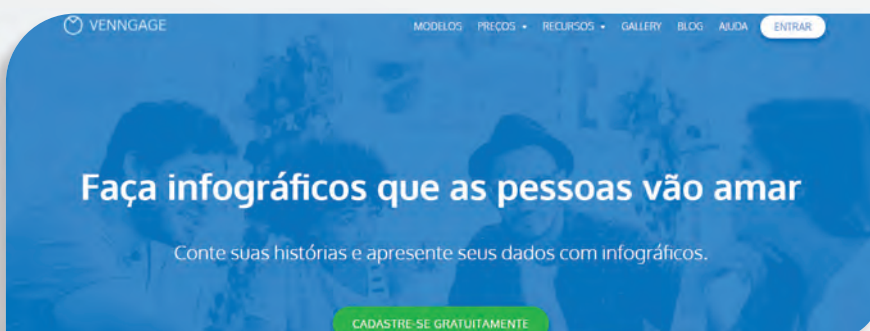 VENNGAGE MODELOS PREÇOS RECURSOS GALLERY BLOG AJUDA ENTRAR
Faça infográficos que as pessoas vão amar
Conte suas histórias e apresente seus dados com infográficos.
CADASTRE-SE GRATUITAMENTE